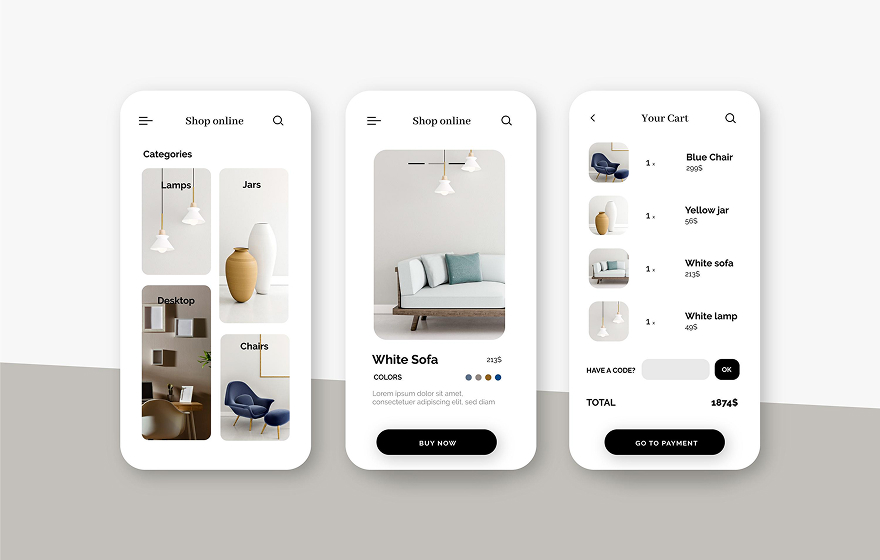 Shop online
Categories
Lamps
Jars
Desktop
Chairs
Shop online
White Sofa
213$
COLORS
Lorem ipsum dolor sit amet,
consectetuer adipiscing elit, sed diam
BUY NOW
Your Cart
1 x
Blue Chair
299$
1 x
Yellow jar
56$
1 x
White sofa
213$
1 x
White lamp
49$
HAVE A CODE?
OK
TOTAL
1874$
GO TO PAYMENT